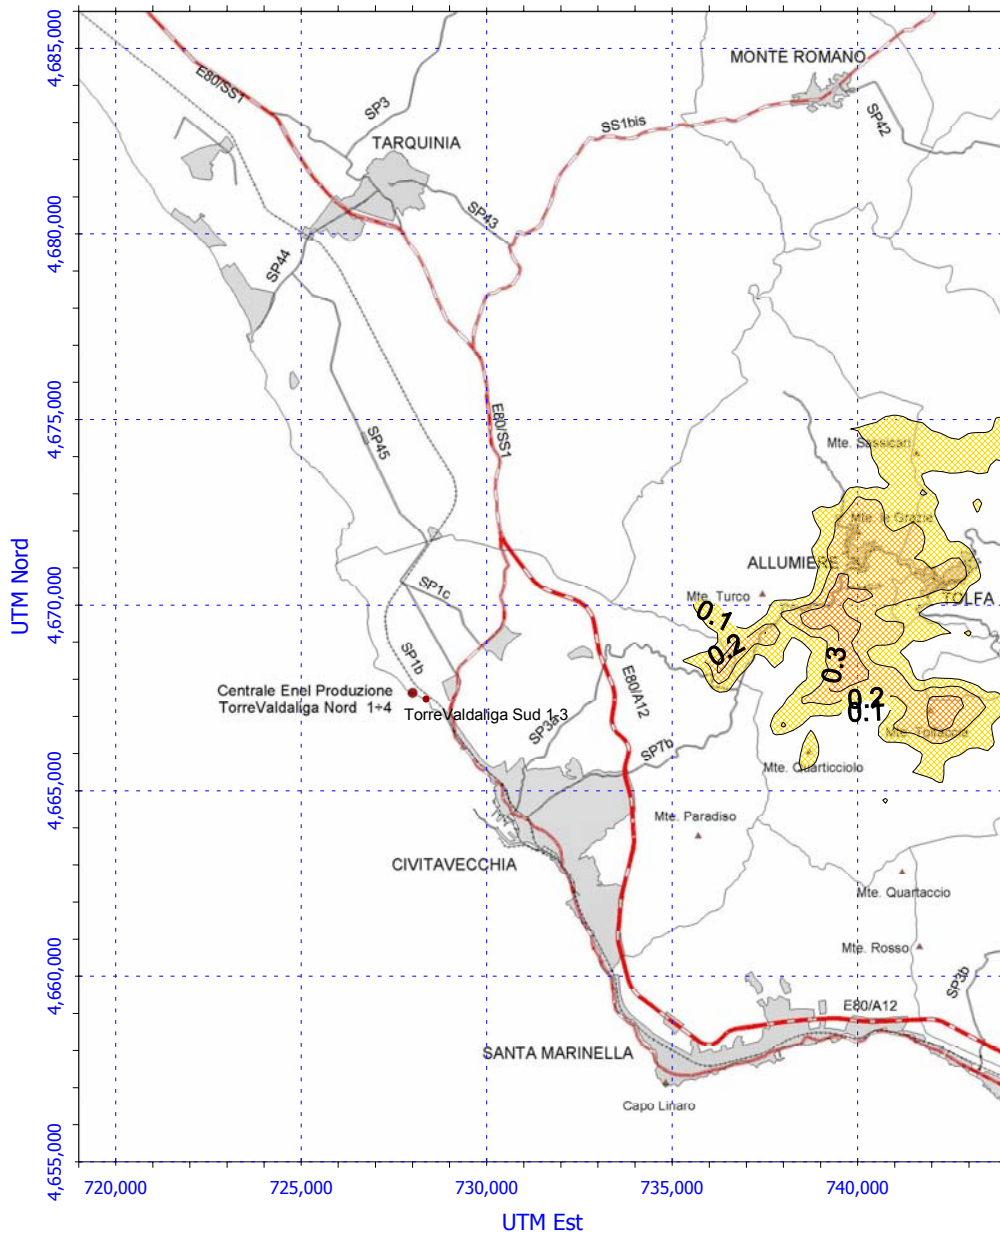 4,685,000
MONTE ROMANO
E80/SS1
SP3
SS1bis
SP42
TARQUINIA
SP43
4,680,000
SP44
4,675,000
E80/SS1
SP45
Mte. Sassicari
Mte. le Grazie
ALLUMIERE
UTM Nord
4,670,000
SP1c
Mte. Turco
TOLFA
0.1
0.2
0.3
SP1b
E80/A12
Centrale Enel Produzione
TorreValdaliga Nord 1÷4
TorreValdaliga Sud 1-3
0.2
0.1
SP3a
Mte. Tolfaccia
SP7b
Mte. Quarticciolo
4,665,000
Mte. Paradiso
CIVITAVECCHIA
Mte. Quartaccio
Mte. Rosso
4,660,000
SP3b
E80/A12
SANTA MARINELLA
Capo Linaro
4,655,000
720,000 725,000 730,000 735,000 740,000
UTM Est